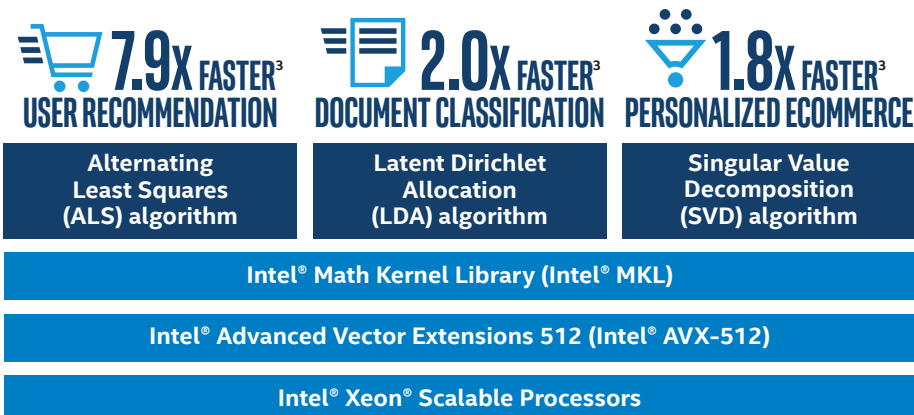 7.9X FASTER³
USER RECOMMENDATION
2.0X FASTER³
DOCUMENT CLASSIFICATION
1.8X FASTER³
PERSONALIZED ECOMMERCE
Alternating
Least Squares
(ALS) algorithm
Latent Dirichlet
Allocation
(LDA) algorithm
Singular Value
Decomposition
(SVD) algorithm
Intel® Math Kernel Library (Intel® MKL)
Intel® Advanced Vector Extensions 512 (Intel® AVX-512)
Intel® Xeon® Scalable Processors